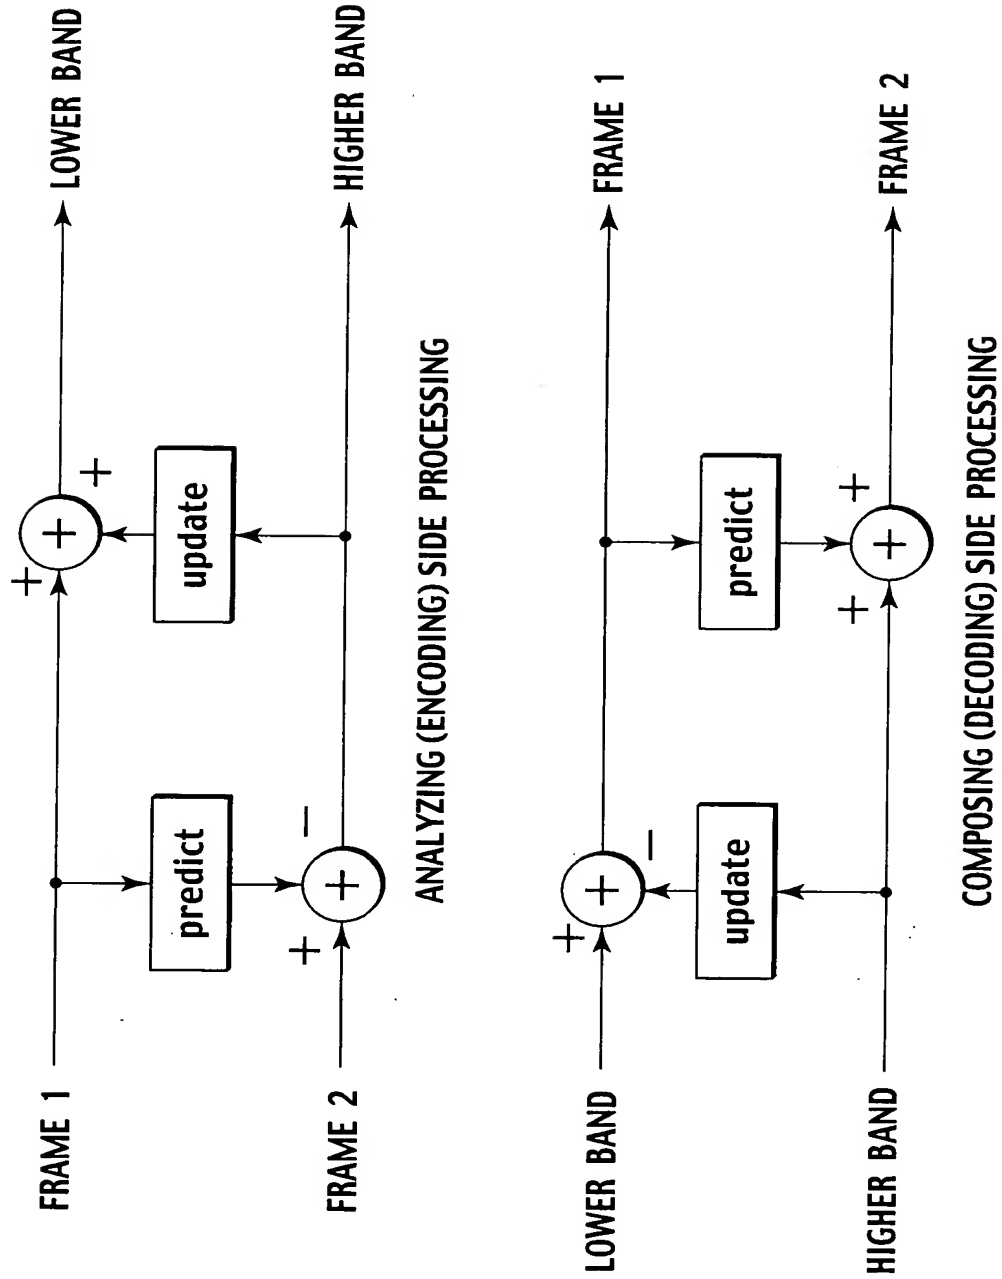 FRAME 1
predict
+
-
+
FRAME 2
+
+
+
update
+
LOWER BAND
HIGHER BAND
ANALYZING (ENCODING) SIDE PROCESSING
LOWER BAND
+
+
-
update
HIGHER BAND
predict
+
+
+
FRAME 1
FRAME 2
COMPOSING (DECODING) SIDE PROCESSING